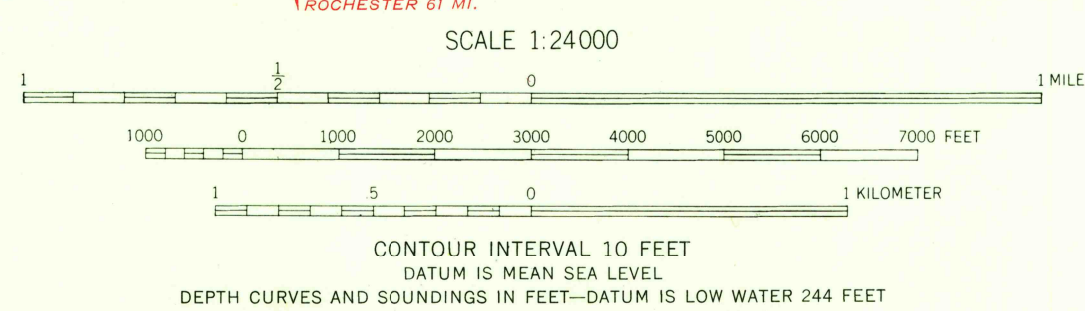 ROCHESTER 61 MI.
SCALE 1:24000
1 1/2 0 1 MILE
1000 0 1000 2000 3000 4000 5000 6000 7000 FEET
1 .5 0 1 KILOMETER
CONTOUR INTERVAL 10 FEET
DATUM IS MEAN SEA LEVEL
DEPTH CURVES AND SOUNDINGS IN FEET—DATUM IS LOW WATER 244 FEET